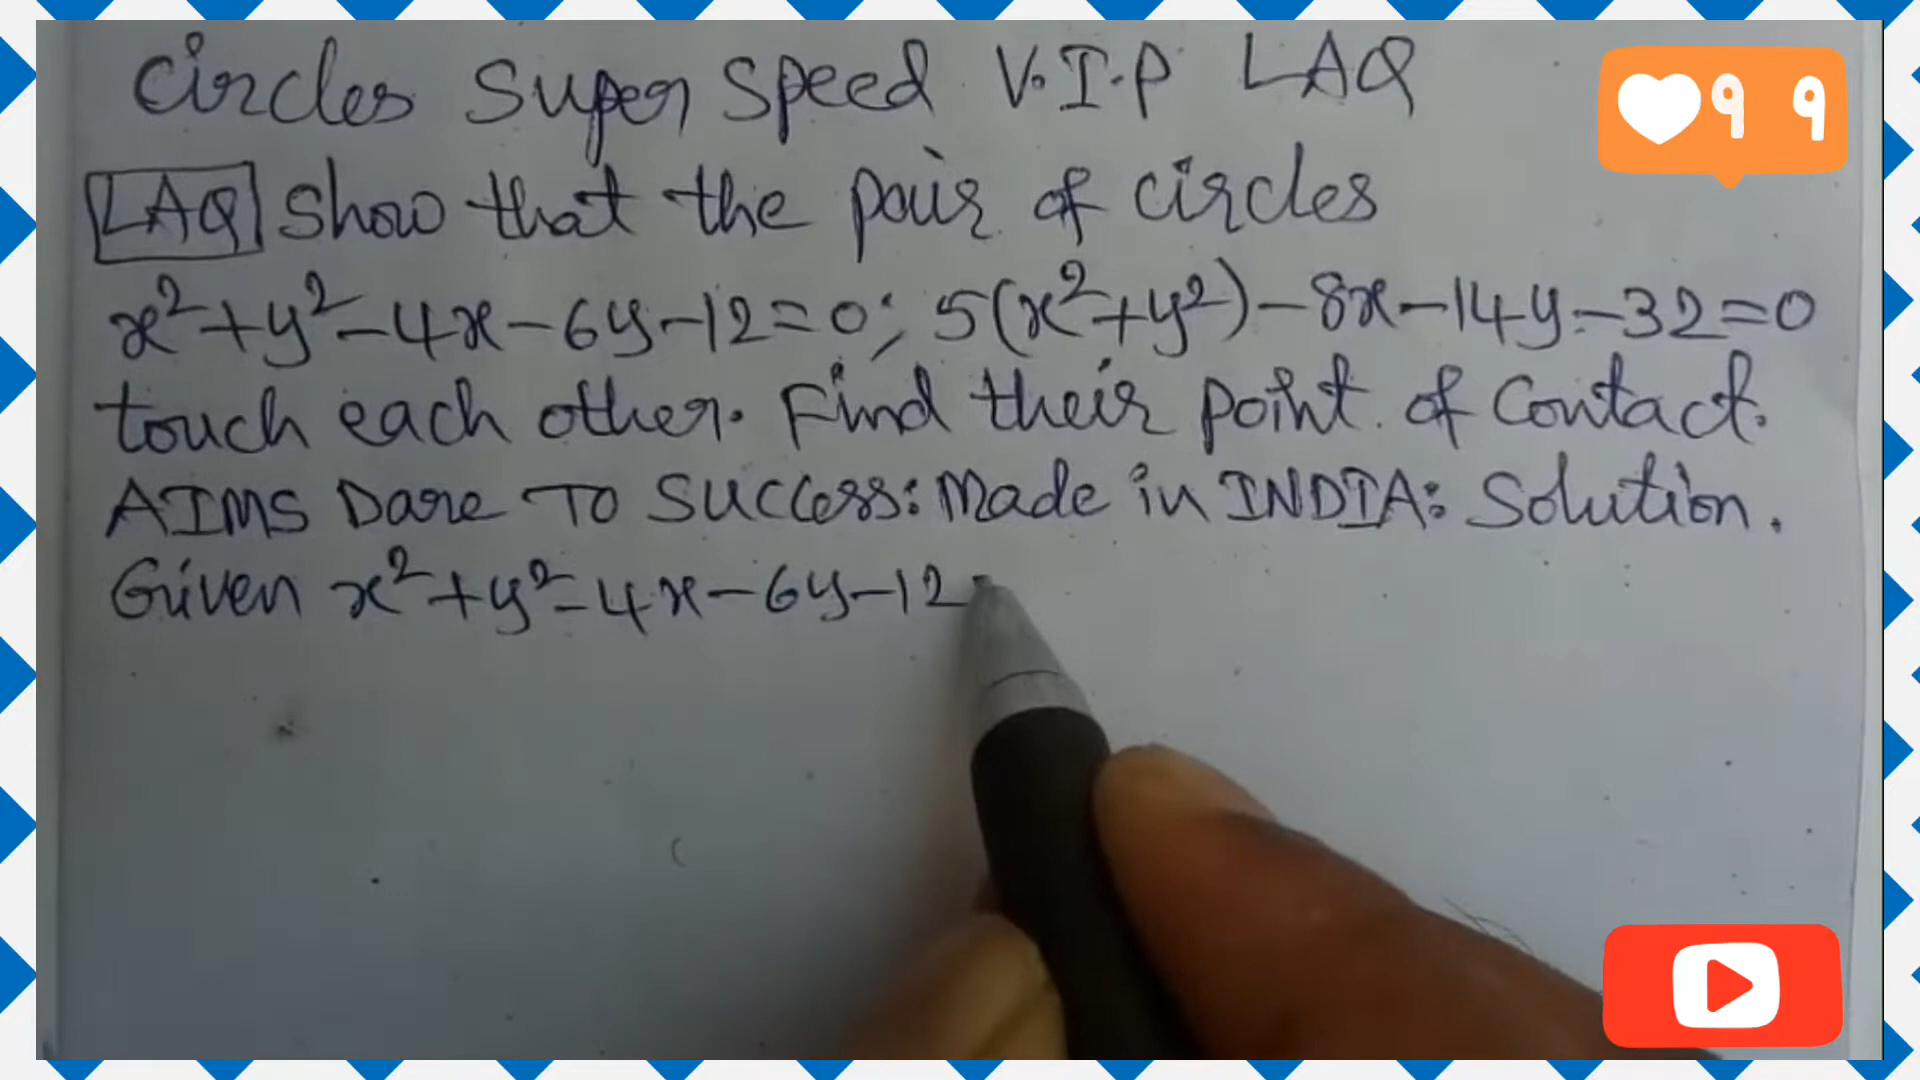 Circles Super Speed V.I.P LAQ
LAQ Show that the pair of circles
x²+y²-4x-6y-12=0; 5(x²+y²)-8x-14y-32=0
touch each other. Find their point of Contact.
AIMS Dare To Success: Made in INDIA: Solution.
Given x²+y²-4x-6y-12=
99